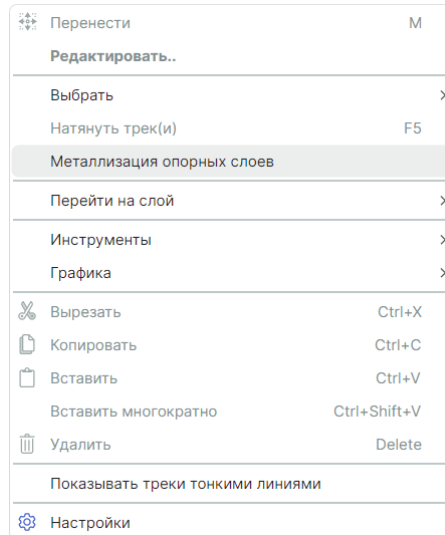 Перенести M
Редактировать..
Выбрать
Натянуть трек(и) F5
Металлизация опорных слоев
Перейти на слой
Инструменты
Графика
Вырезать Ctrl+X
Копировать Ctrl+C
Вставить Ctrl+V
Вставить многократно Ctrl+Shift+V
Удалить Delete
Показывать треки тонкими линиями
Настройки